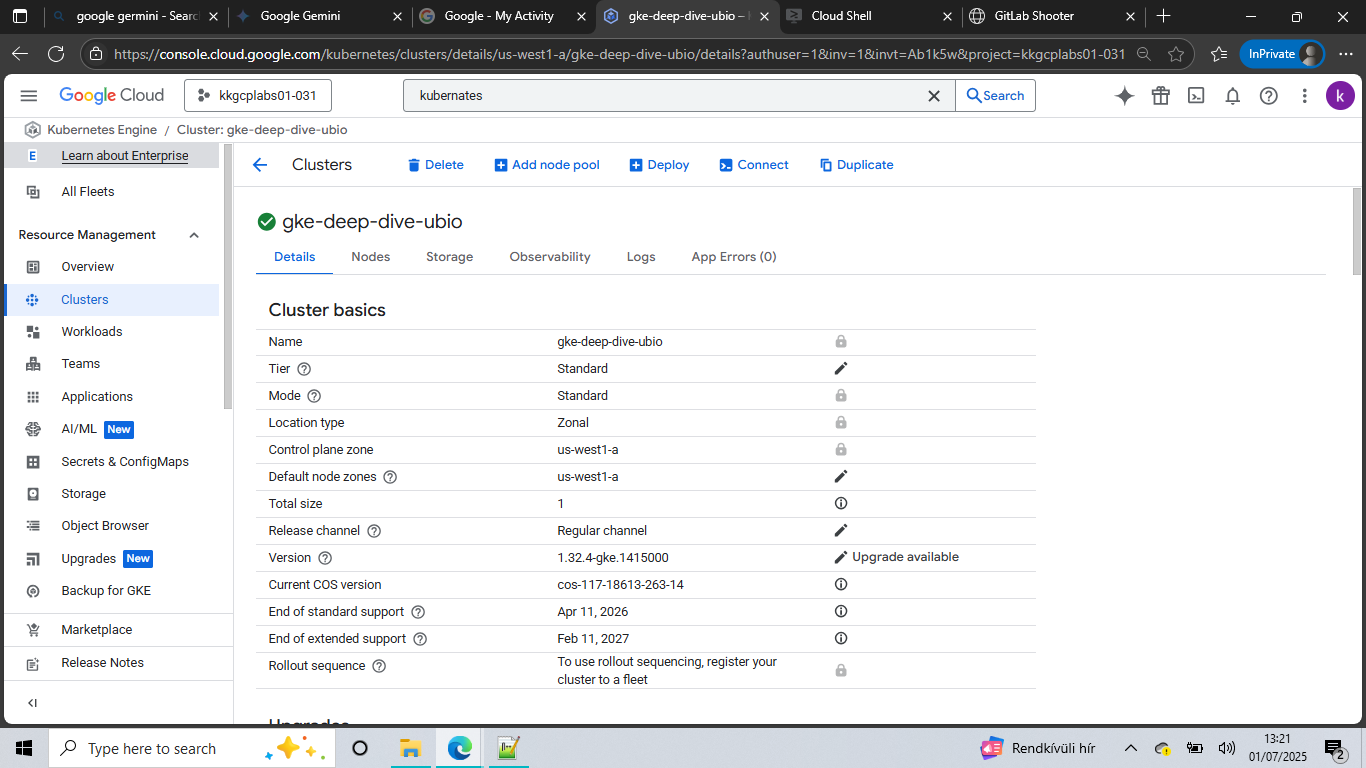 google germini - Searc
Google Gemini
Google - My Activity
gke-deep-dive-ubio –
Cloud Shell
GitLab Shooter
https://console.cloud.google.com/kubernetes/clusters/details/us-west1-a/gke-deep-dive-ubio/details?authuser=1&inv=1&invt=Ab1k5w&project=kkgcplabs01-031
InPrivate
Google Cloud
kkgcplabs01-031
kubernates
Search
k
Kubernetes Engine / Cluster: gke-deep-dive-ubio
E Learn about Enterprise
All Fleets
Resource Management
Overview
Clusters
Workloads
Teams
Applications
AI/ML New
Secrets & ConfigMaps
Storage
Object Browser
Upgrades New
Backup for GKE
Marketplace
Release Notes
Clusters
Delete
Add node pool
Deploy
Connect
Duplicate
gke-deep-dive-ubio
Details
Nodes
Storage
Observability
Logs
App Errors (0)
Cluster basics
Name gke-deep-dive-ubio
Tier Standard
Mode Standard
Location type Zonal
Control plane zone us-west1-a
Default node zones us-west1-a
Total size 1
Release channel Regular channel
Version 1.32.4-gke.1415000 Upgrade available
Current COS version cos-117-18613-263-14
End of standard support Apr 11, 2026
End of extended support Feb 11, 2027
Rollout sequence To use rollout sequencing, register your
cluster to a fleet
Upgrades
Type here to search
Rendkívüli hír
13:21
01/07/2025
2